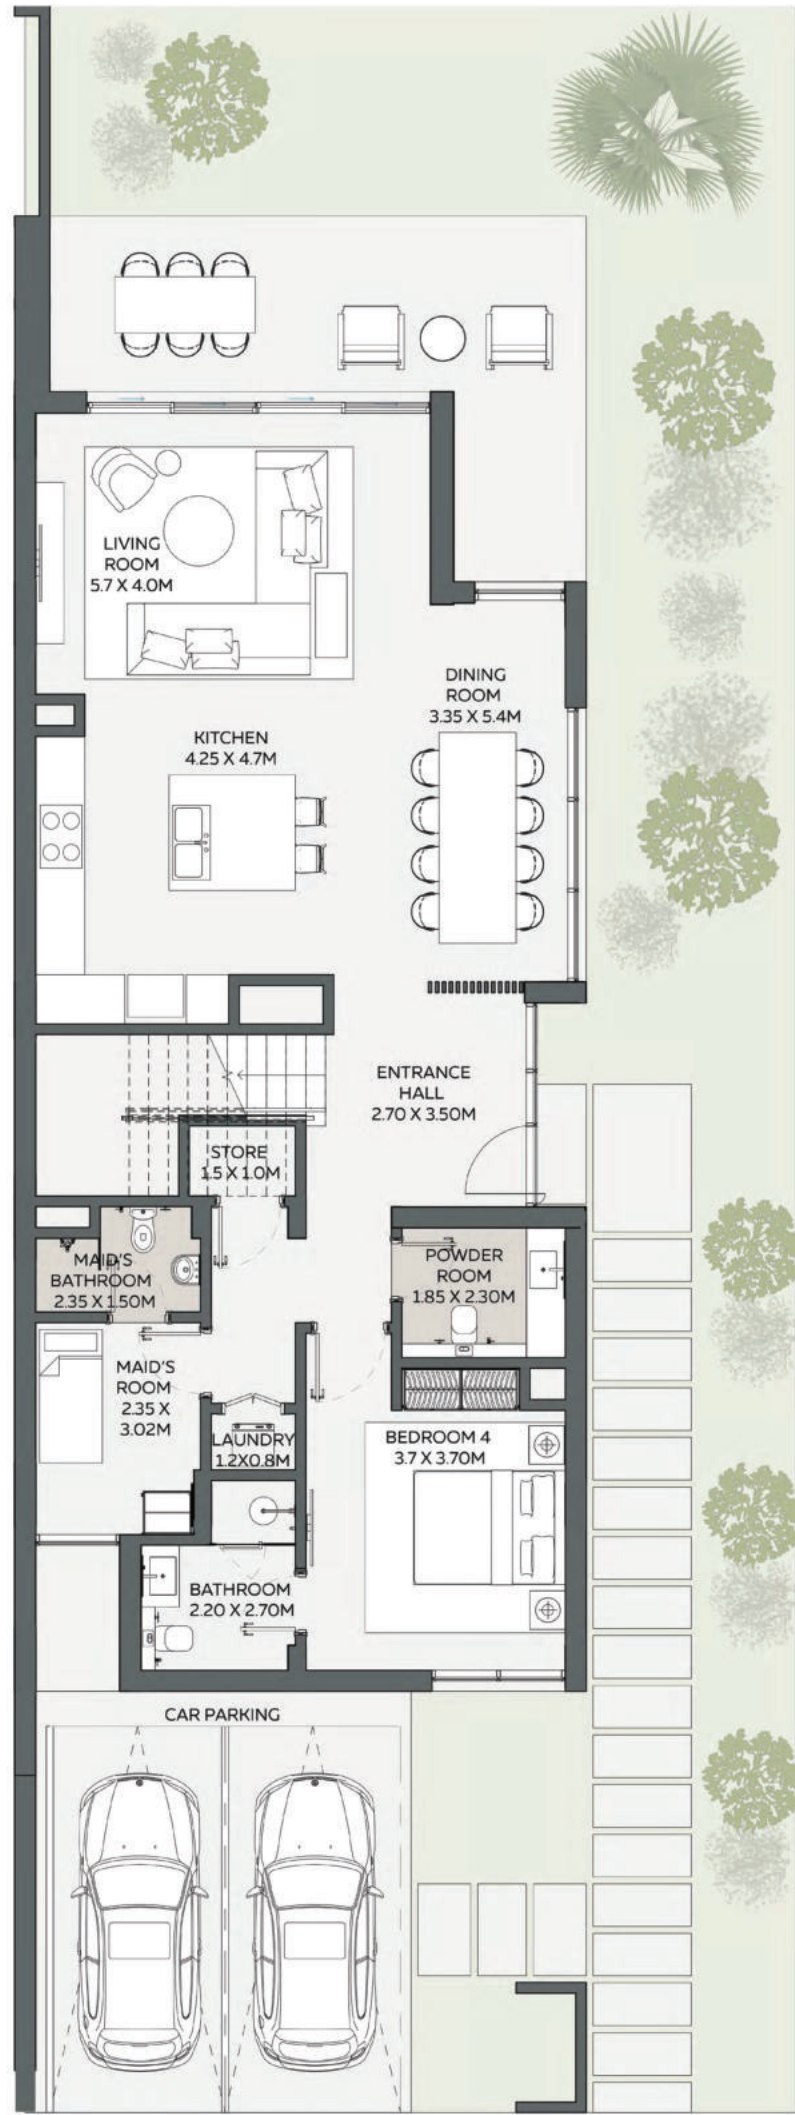 LIVING
ROOM
5.7 X 4.0M
DINING
ROOM
3.35 X 5.4M
KITCHEN
4.25 X 4.7M
ENTRANCE
HALL
2.70 X 3.50M
STORE
1.5 X 1.0M
MAID'S
BATHROOM
2.35 X 1.50M
POWDER
ROOM
1.85 X 2.30M
MAID'S
ROOM
2.35 X
3.02M
LAUNDRY
1.2X0.8M
BEDROOM 4
3.7 X 3.70M
BATHROOM
2.20 X 2.70M
CAR PARKING